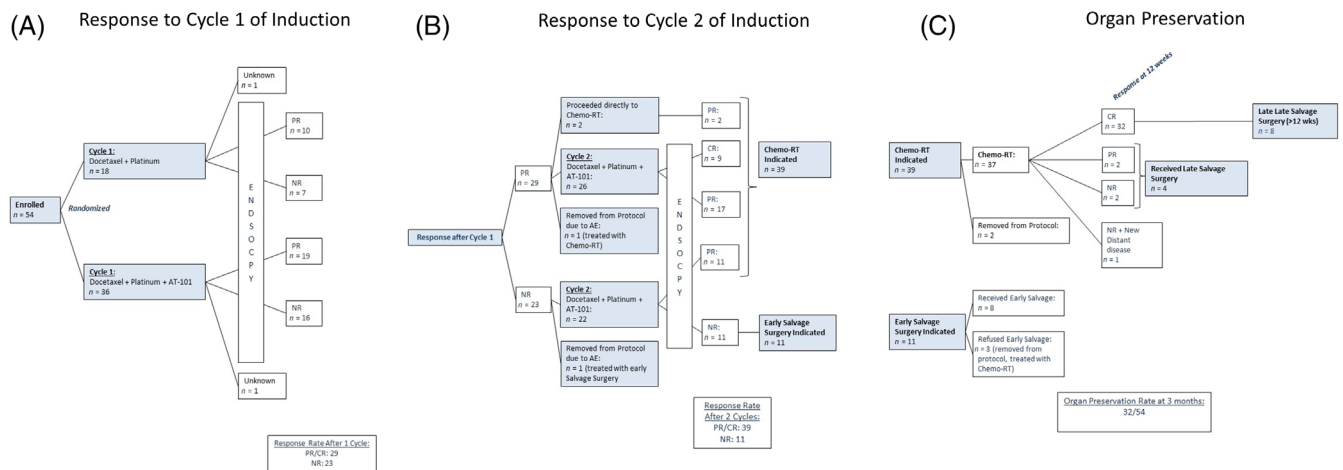 (A)
Response to Cycle 1 of Induction
Enrolled
n = 54
Randomized
Cycle 1:
Docetaxel + Platinum
n = 18
Cycle 1:
Docetaxel + Platinum + AT-101
n = 36
Unknown
n = 1
E
N
D
S
O
C
P
Y
PR
n = 10
NR
n = 7
PR
n = 19
NR
n = 16
Unknown
n = 1
Response Rate After 1 Cycle:
PR/CR: 29
NR: 23
(B)
Response to Cycle 2 of Induction
Response after Cycle 1
PR
n = 29
NR
n = 23
Proceeded directly to
Chemo-RT:
n = 2
Cycle 2:
Docetaxel + Platinum +
AT-101:
n = 26
Removed from Protocol
due to AE:
n = 1 (treated with
Chemo-RT)
Cycle 2:
Docetaxel + Platinum +
AT-101:
n = 22
Removed from Protocol
due to AE:
n = 1 (treated with early
Salvage Surgery
E
N
D
S
O
C
P
Y
PR:
n = 2
CR:
n = 9
PR:
n = 17
PR:
n = 11
NR:
n = 11
Chemo-RT
Indicated
n = 39
Early Salvage
Surgery Indicated
n = 11
Response Rate
After 2 Cycles:
PR/CR: 39
NR: 11
(C)
Organ Preservation
Response at 12 weeks
Chemo-RT
Indicated
n = 39
Chemo-RT:
n = 37
Removed from Protocol:
n = 2
CR
n = 32
PR
n = 2
NR
n = 2
NR + New
Distant
disease
n = 1
Late Late Salvage
Surgery (>12 wks)
n = 8
Received Late Salvage
Surgery
n = 4
Early Salvage
Surgery Indicated
n = 11
Received Early Salvage:
n = 8
Refused Early Salvage:
n = 3 (removed from
protocol, treated with
Chemo-RT)
Organ Preservation Rate at 3 months:
32/54